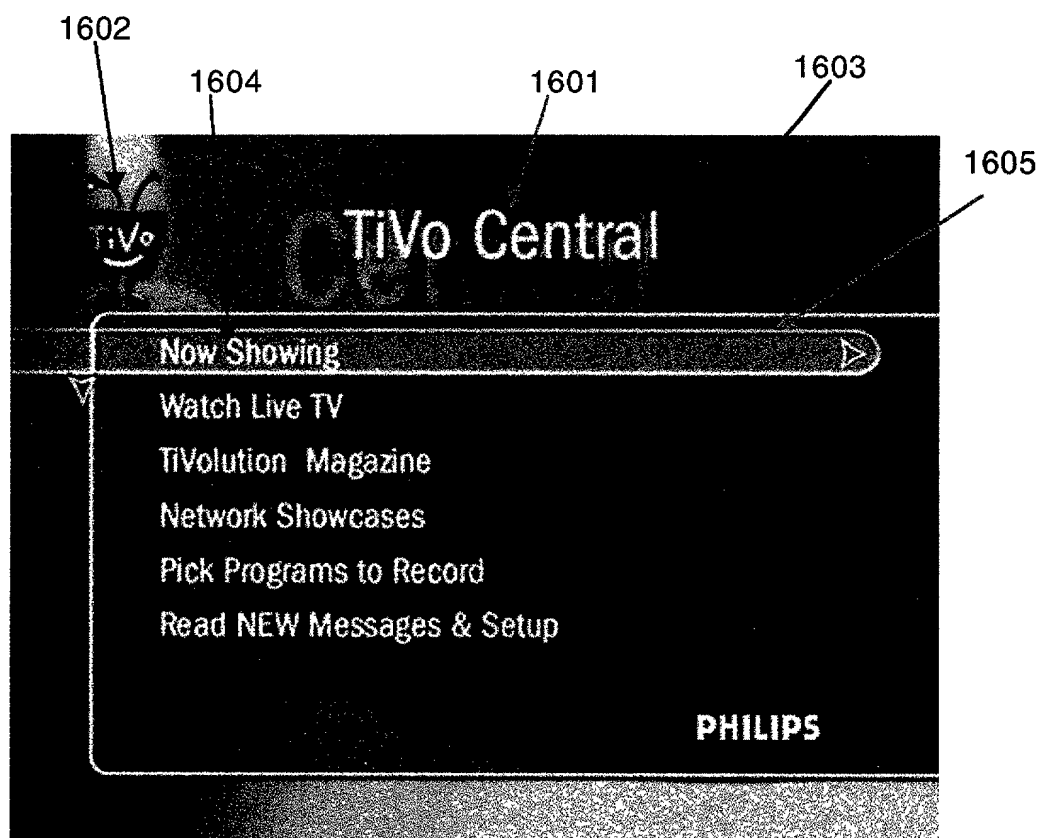 1602
1604
1601
1603
1605
TiVo
TiVo Central
Now Showing
Watch Live TV
TiVolution Magazine
Network Showcases
Pick Programs to Record
Read NEW Messages & Setup
PHILIPS